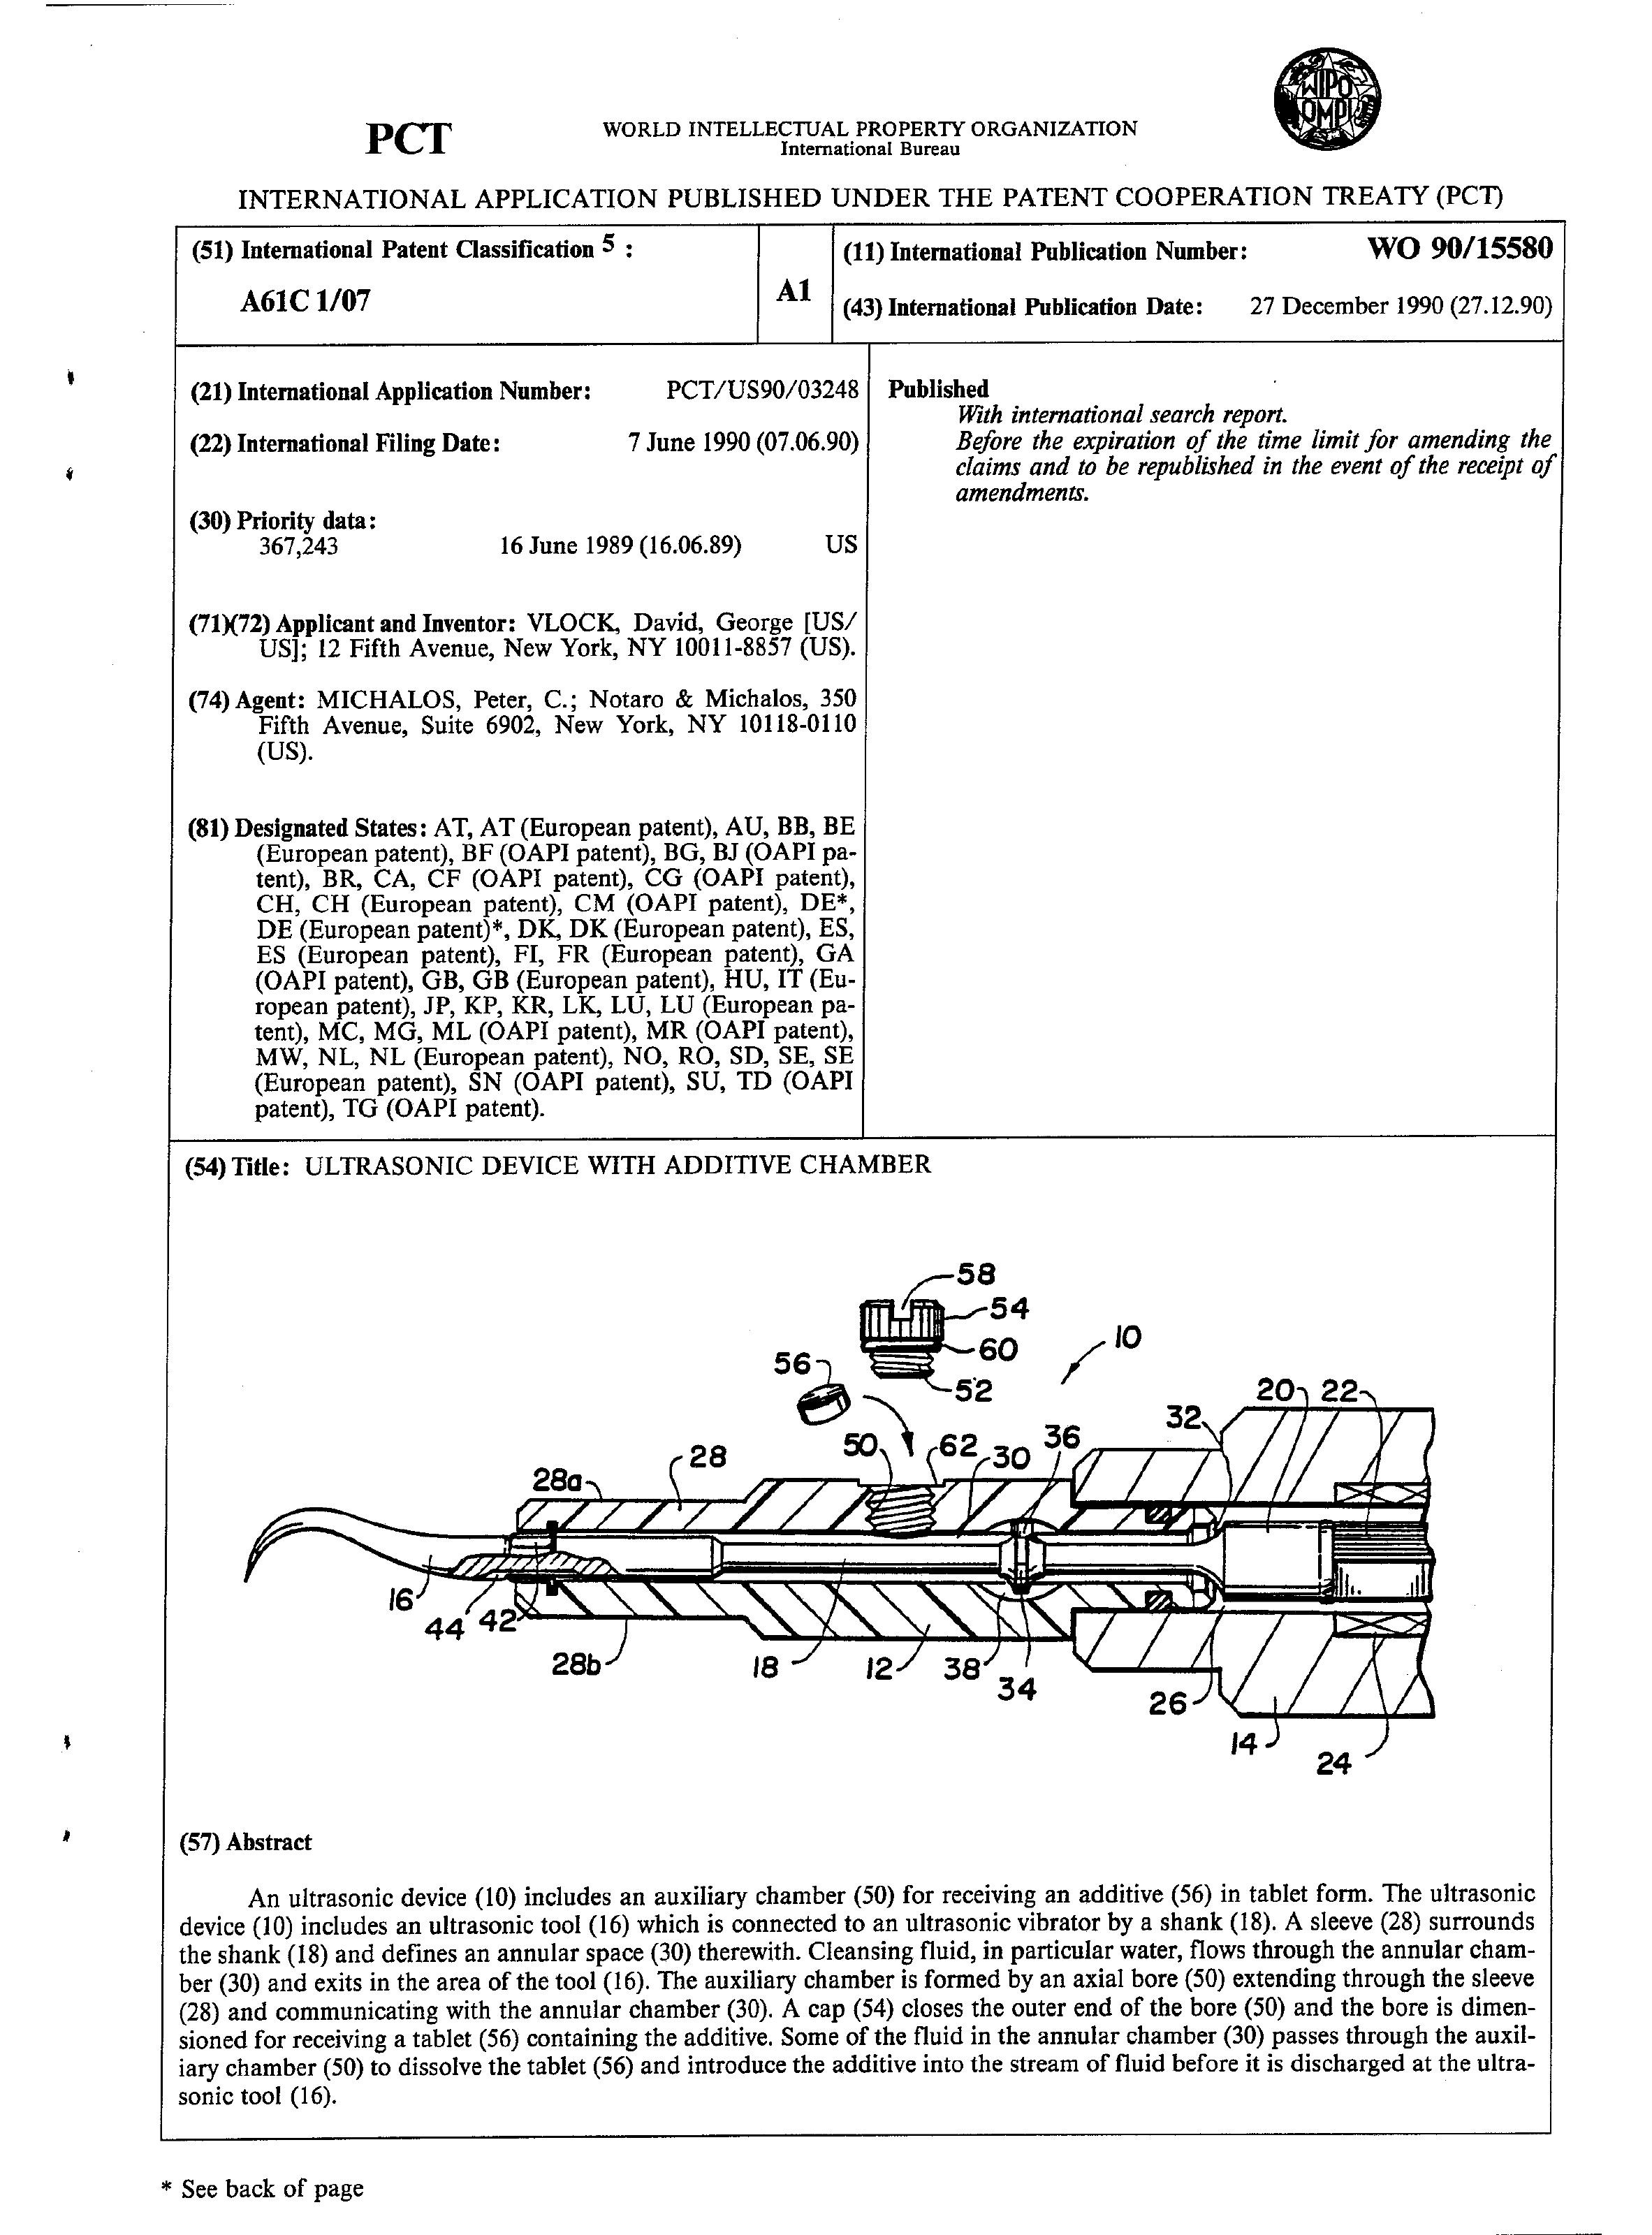 WIPO
OMPI
PCT
WORLD INTELLECTUAL PROPERTY ORGANIZATION
International Bureau
INTERNATIONAL APPLICATION PUBLISHED UNDER THE PATENT COOPERATION TREATY (PCT)
(51) International Patent Classification 5 :
A61C 1/07
A1
(11) International Publication Number: WO 90/15580
(43) International Publication Date: 27 December 1990 (27.12.90)
(21) International Application Number: PCT/US90/03248
(22) International Filing Date: 7 June 1990 (07.06.90)
(30) Priority data:
367,243 16 June 1989 (16.06.89) US
(71)(72) Applicant and Inventor: VLOCK, David, George [US/
US]; 12 Fifth Avenue, New York, NY 10011-8857 (US).
(74) Agent: MICHALOS, Peter, C.; Notaro & Michalos, 350
Fifth Avenue, Suite 6902, New York, NY 10118-0110
(US).
(81) Designated States: AT, AT (European patent), AU, BB, BE
(European patent), BF (OAPI patent), BG, BJ (OAPI pa-
tent), BR, CA, CF (OAPI patent), CG (OAPI patent),
CH, CH (European patent), CM (OAPI patent), DE*,
DE (European patent)*, DK, DK (European patent), ES,
ES (European patent), FI, FR (European patent), GA
(OAPI patent), GB, GB (European patent), HU, IT (Eu-
ropean patent), JP, KP, KR, LK, LU, LU (European pa-
tent), MC, MG, ML (OAPI patent), MR (OAPI patent),
MW, NL, NL (European patent), NO, RO, SD, SE, SE
(European patent), SN (OAPI patent), SU, TD (OAPI
patent), TG (OAPI patent).
Published
With international search report.
Before the expiration of the time limit for amending the
claims and to be republished in the event of the receipt of
amendments.
(54) Title: ULTRASONIC DEVICE WITH ADDITIVE CHAMBER
58
54
10
60
56
52
20 22
32
36
50 62 30
28
28a
16
44 42
28b
18
12
38
34
26
14
24
(57) Abstract
An ultrasonic device (10) includes an auxiliary chamber (50) for receiving an additive (56) in tablet form. The ultrasonic
device (10) includes an ultrasonic tool (16) which is connected to an ultrasonic vibrator by a shank (18). A sleeve (28) surrounds
the shank (18) and defines an annular space (30) therewith. Cleansing fluid, in particular water, flows through the annular cham-
ber (30) and exits in the area of the tool (16). The auxiliary chamber is formed by an axial bore (50) extending through the sleeve
(28) and communicating with the annular chamber (30). A cap (54) closes the outer end of the bore (50) and the bore is dimen-
sioned for receiving a tablet (56) containing the additive. Some of the fluid in the annular chamber (30) passes through the auxil-
iary chamber (50) to dissolve the tablet (56) and introduce the additive into the stream of fluid before it is discharged at the ultra-
sonic tool (16).
* See back of page